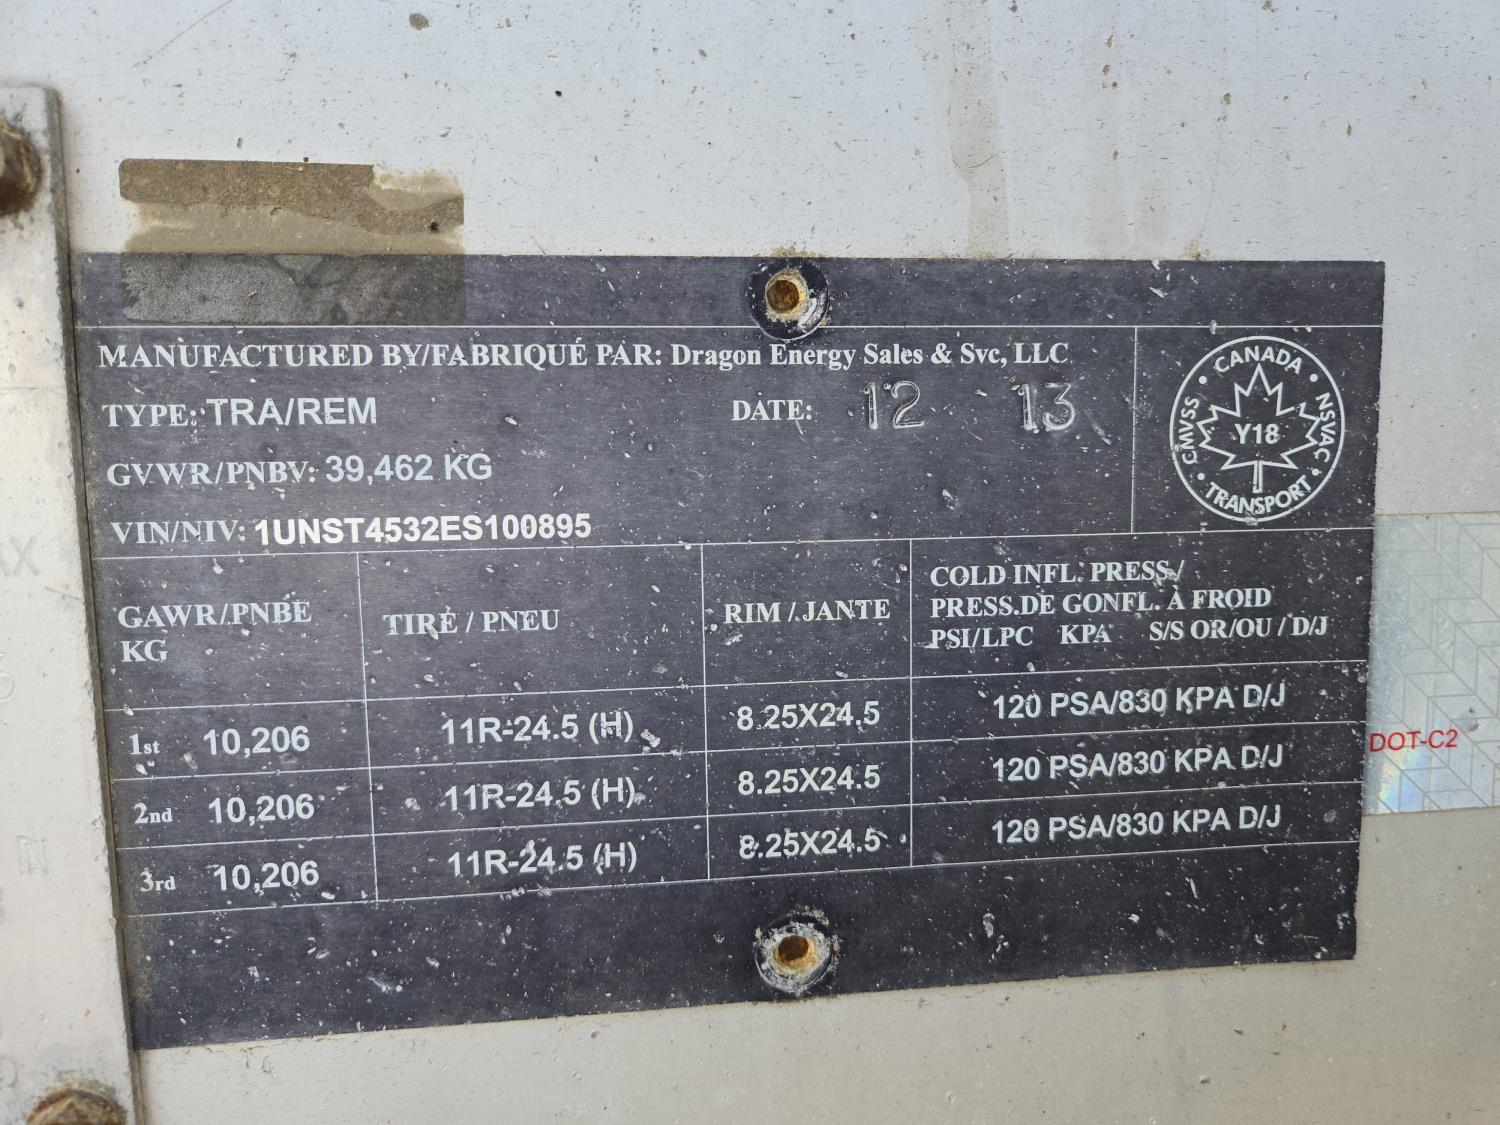 MANUFACTURED BY/FABRIQUÉ PAR: Dragon Energy Sales & Svc, LLC
TYPE: TRA/REM DATE: 12 13
GVWR/PNBV: 39,462 KG
VIN/NIV: 1UNST4532ES100895
CANADA
CMVSS NSVAC
Y18
TRANSPORT
GAWR/PNBE KG TIRE / PNEU RIM / JANTE COLD INFL. PRESS./
PRESS.DE GONFL. À FROID
PSI/LPC KPA S/S OR/OU / D/J
1st 10,206 11R-24.5 (H) 8.25X24.5 120 PSA/830 KPA D/J
2nd 10,206 11R-24.5 (H) 8.25X24.5 120 PSA/830 KPA D/J
3rd 10,206 11R-24.5 (H) 8.25X24.5 120 PSA/830 KPA D/J
DOT-C2